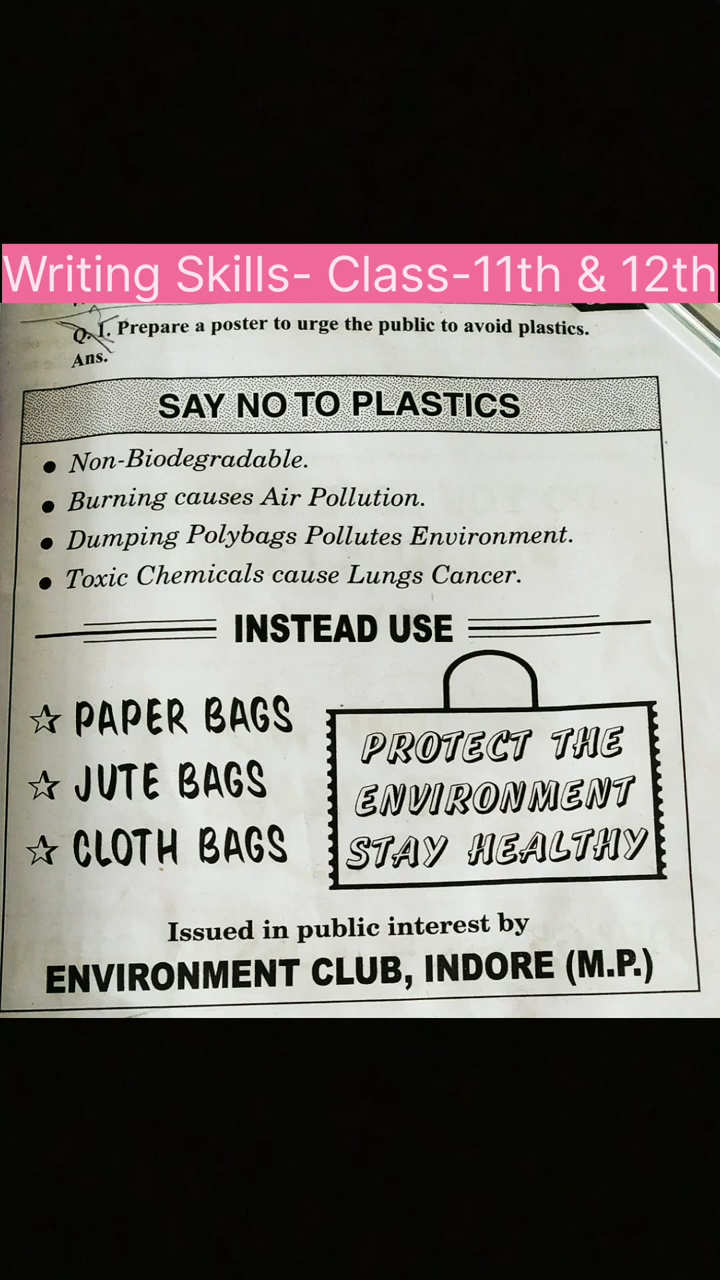 Writing Skills- Class-11th & 12th
Q. 1. Prepare a poster to urge the public to avoid plastics.
Ans.
SAY NO TO PLASTICS
• Non-Biodegradable.
• Burning causes Air Pollution.
• Dumping Polybags Pollutes Environment.
• Toxic Chemicals cause Lungs Cancer.
INSTEAD USE
☆ PAPER BAGS
☆ JUTE BAGS
☆ CLOTH BAGS
PROTECT THE
ENVIRONMENT
STAY HEALTHY
Issued in public interest by
ENVIRONMENT CLUB, INDORE (M.P.)